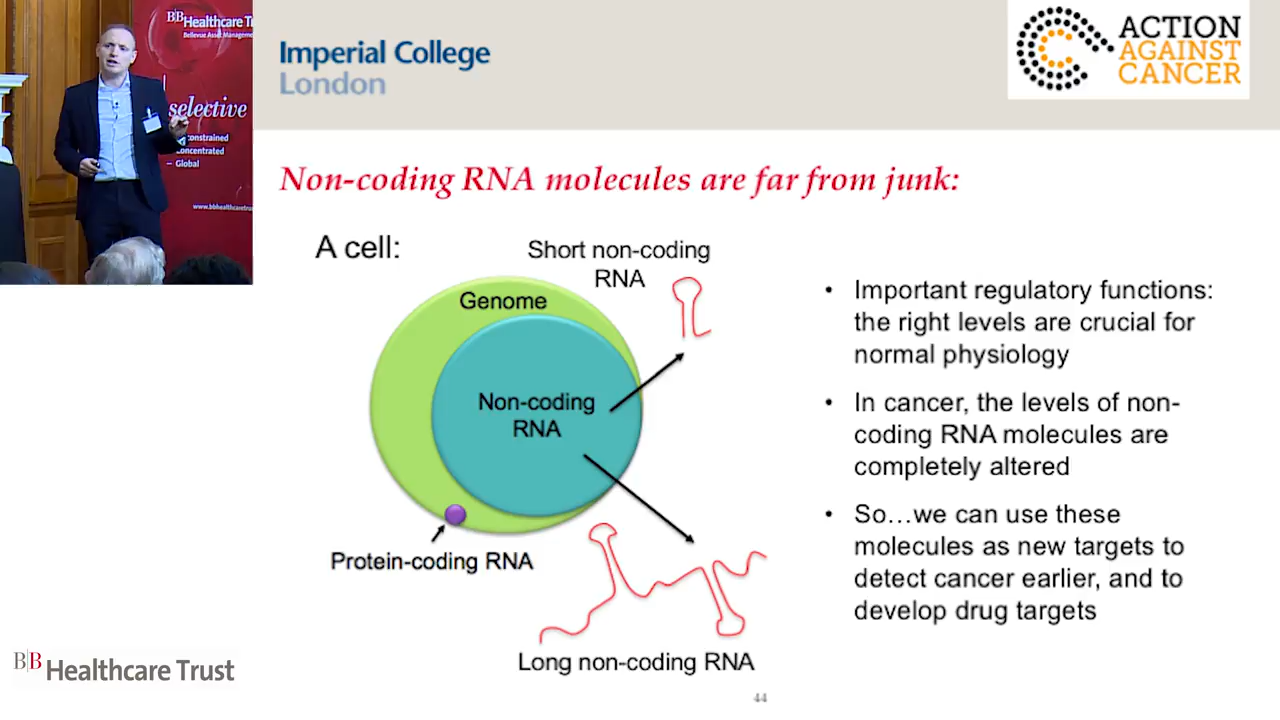 BB Healthcare T
Bellevue Asset Manageme
selective
constrained
concentrated
– Global
www.bbhealthcaretrus
Imperial College
London
ACTION
AGAINST
CANCER
Non-coding RNA molecules are far from junk:
A cell:
Short non-coding
RNA
Genome
Non-coding
RNA
Protein-coding RNA
Long non-coding RNA
• Important regulatory functions:
the right levels are crucial for
normal physiology
• In cancer, the levels of non-
coding RNA molecules are
completely altered
• So…we can use these
molecules as new targets to
detect cancer earlier, and to
develop drug targets
BB Healthcare Trust
44